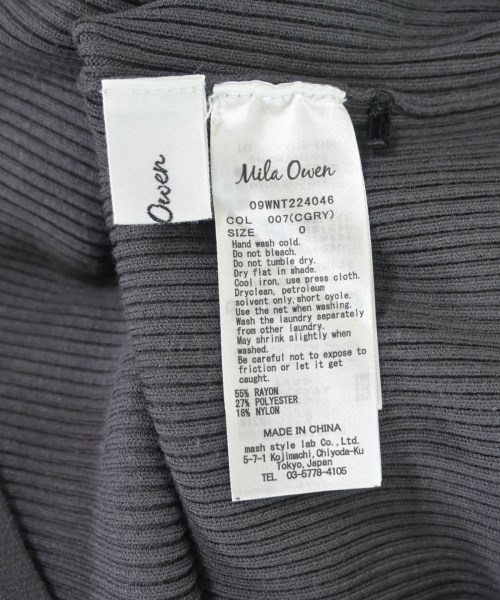 Owen
Mila Owen
09WNT224046
COL 007(CGRY)
SIZE 0
Hand wash cold.
Do not bleach.
Do not tumble dry.
Dry flat in shade.
Cool iron, use press cloth.
Dryclean, petroleum
solvent only, short cycle.
Use the net when washing.
Wash the laundry separately
from other laundry.
May shrink slightly when
washed.
Be careful not to expose to
friction or let it get
caught.
55% RAYON
27% POLYESTER
18% NYLON
MADE IN CHINA
mash style lab Co., Ltd.
5-7-1 Kojimachi, Chiyoda-Ku
Tokyo, Japan
TEL 03-5778-4105